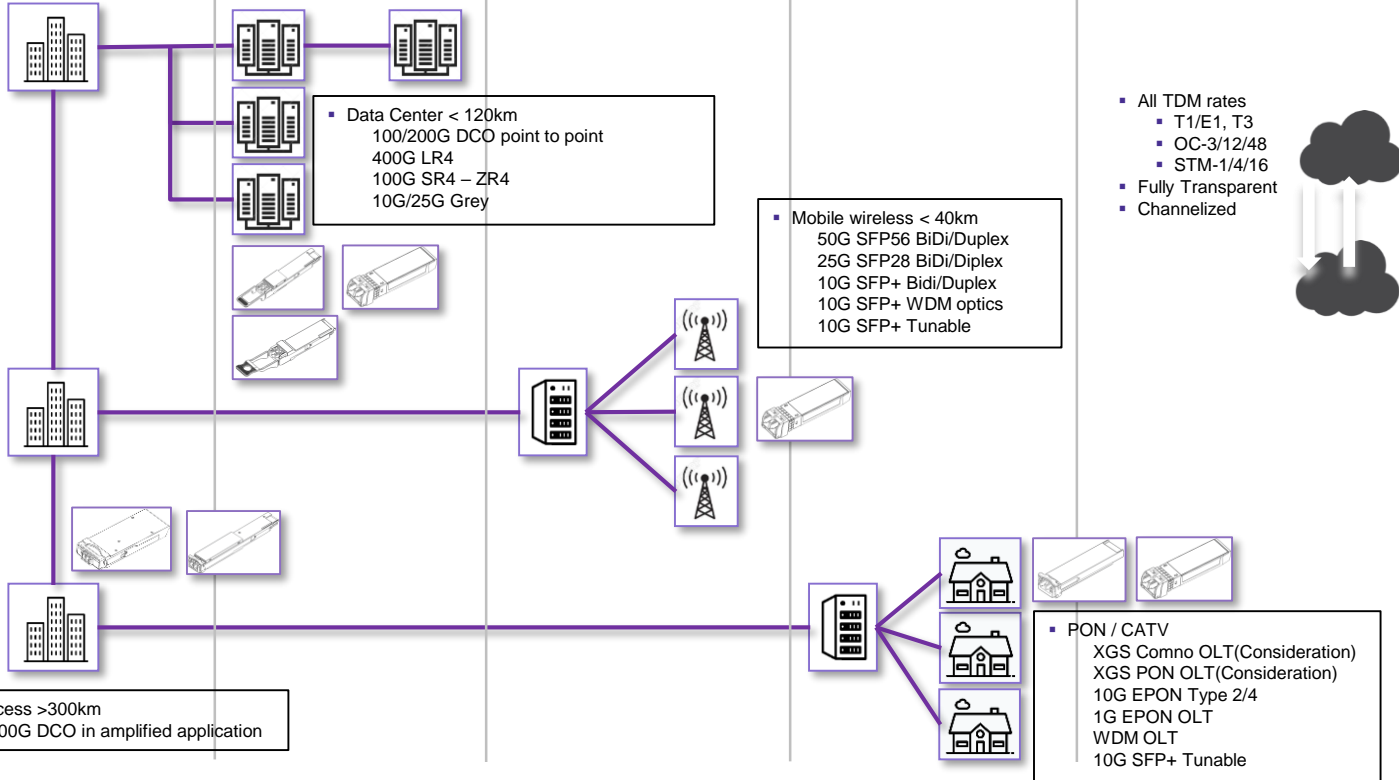 Data Center < 120km
100/200G DCO point to point
400G LR4
100G SR4 – ZR4
10G/25G Grey
All TDM rates
T1/E1, T3
OC-3/12/48
STM-1/4/16
Fully Transparent
Channelized
Mobile wireless < 40km
50G SFP56 BiDi/Duplex
25G SFP28 BiDi/Diplex
10G SFP+ Bidi/Duplex
10G SFP+ WDM optics
10G SFP+ Tunable
PON / CATV
XGS Comno OLT(Consideration)
XGS PON OLT(Consideration)
10G EPON Type 2/4
1G EPON OLT
WDM OLT
10G SFP+ Tunable
>300km
DCO in amplified application